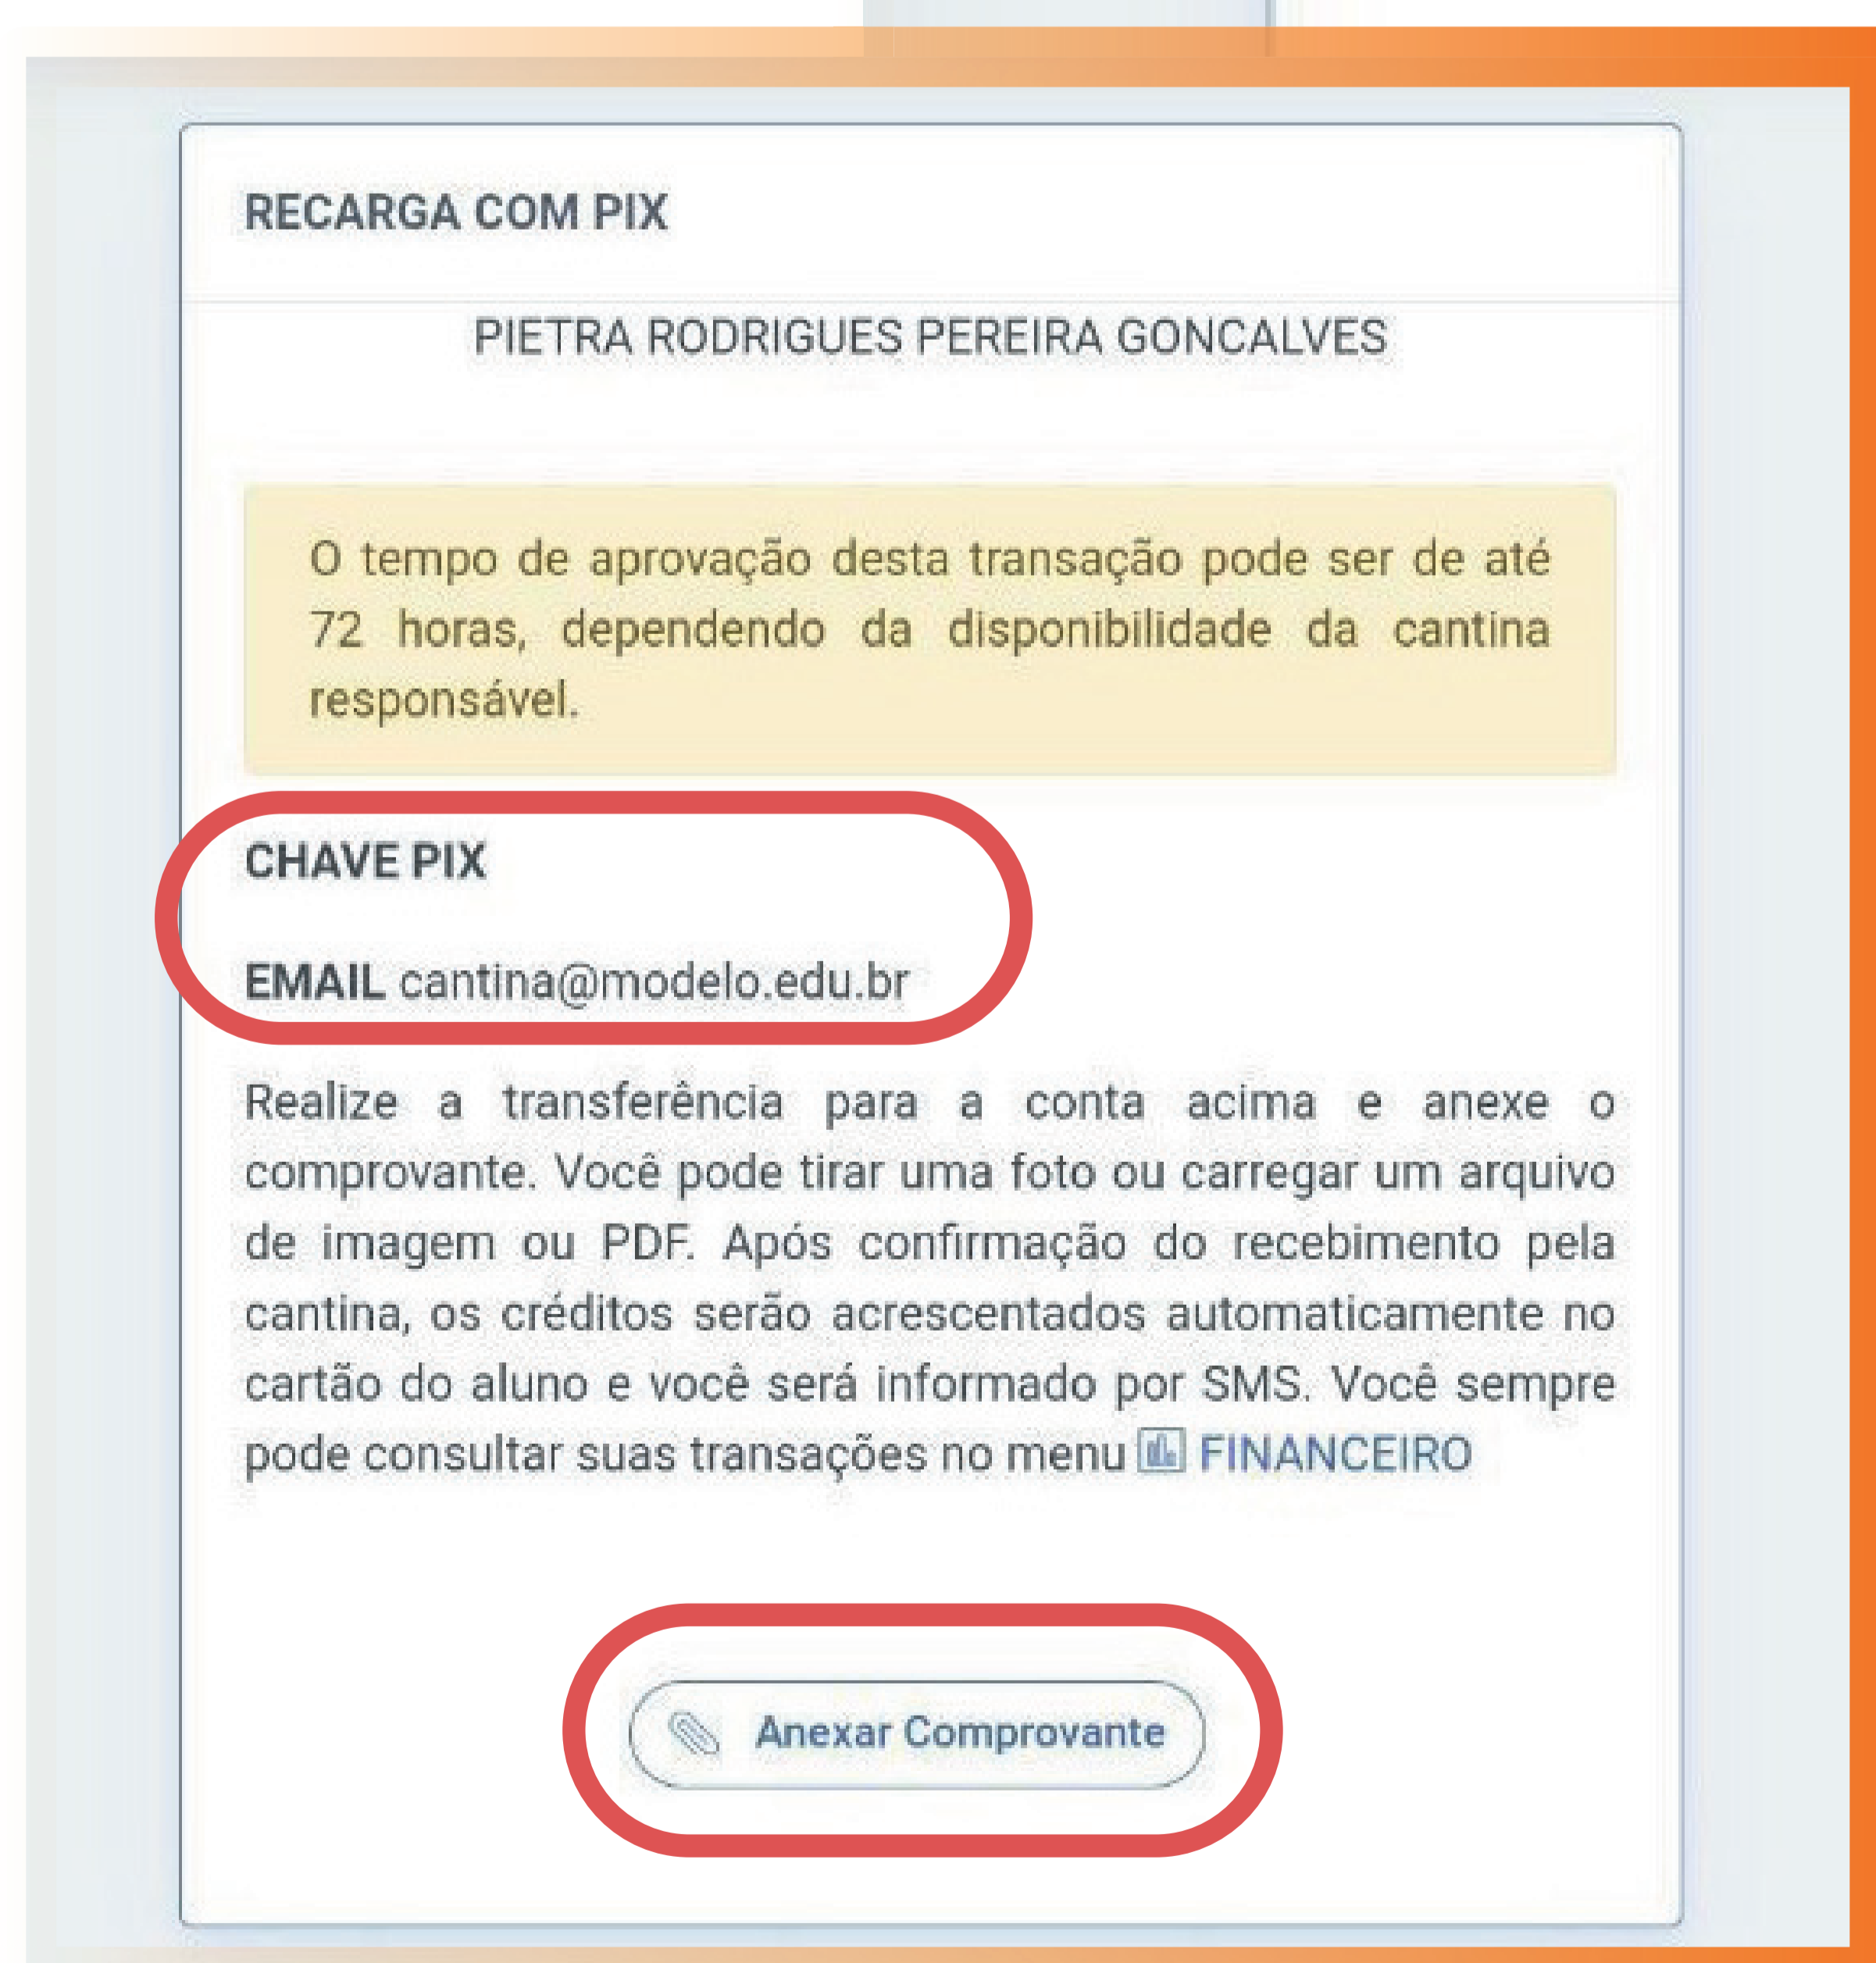 RECARGA COM PIX
PIETRA RODRIGUES PEREIRA GONCALVES
O tempo de aprovação desta transação pode ser de até
72 horas, dependendo da disponibilidade da cantina
responsável.
CHAVE PIX
EMAIL cantina@modelo.edu.br
Realize a transferência para a conta acima e anexe o
comprovante. Você pode tirar uma foto ou carregar um arquivo
de imagem ou PDF. Após confirmação do recebimento pela
cantina, os créditos serão acrescentados automaticamente no
cartão do aluno e você será informado por SMS. Você sempre
pode consultar suas transações no menu FINANCEIRO
Anexar Comprovante